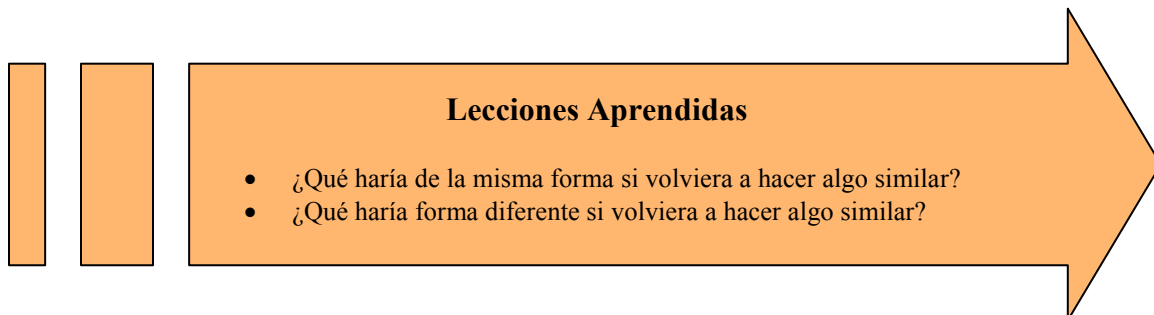 Lecciones Aprendidas
• ¿Qué haría de la misma forma si volviera a hacer algo similar?
• ¿Qué haría forma diferente si volviera a hacer algo similar?